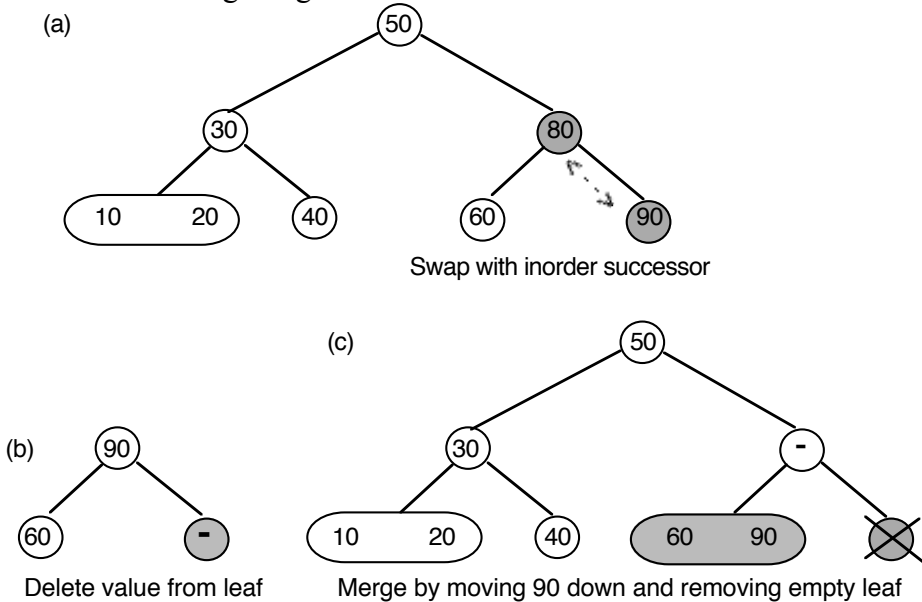 (a)
50
30 80
10 20 40 60 90
Swap with inorder successor
(c)
50
(b) 90 30 -
60 - 10 20 40 60 90
Delete value from leaf Merge by moving 90 down and removing empty leaf